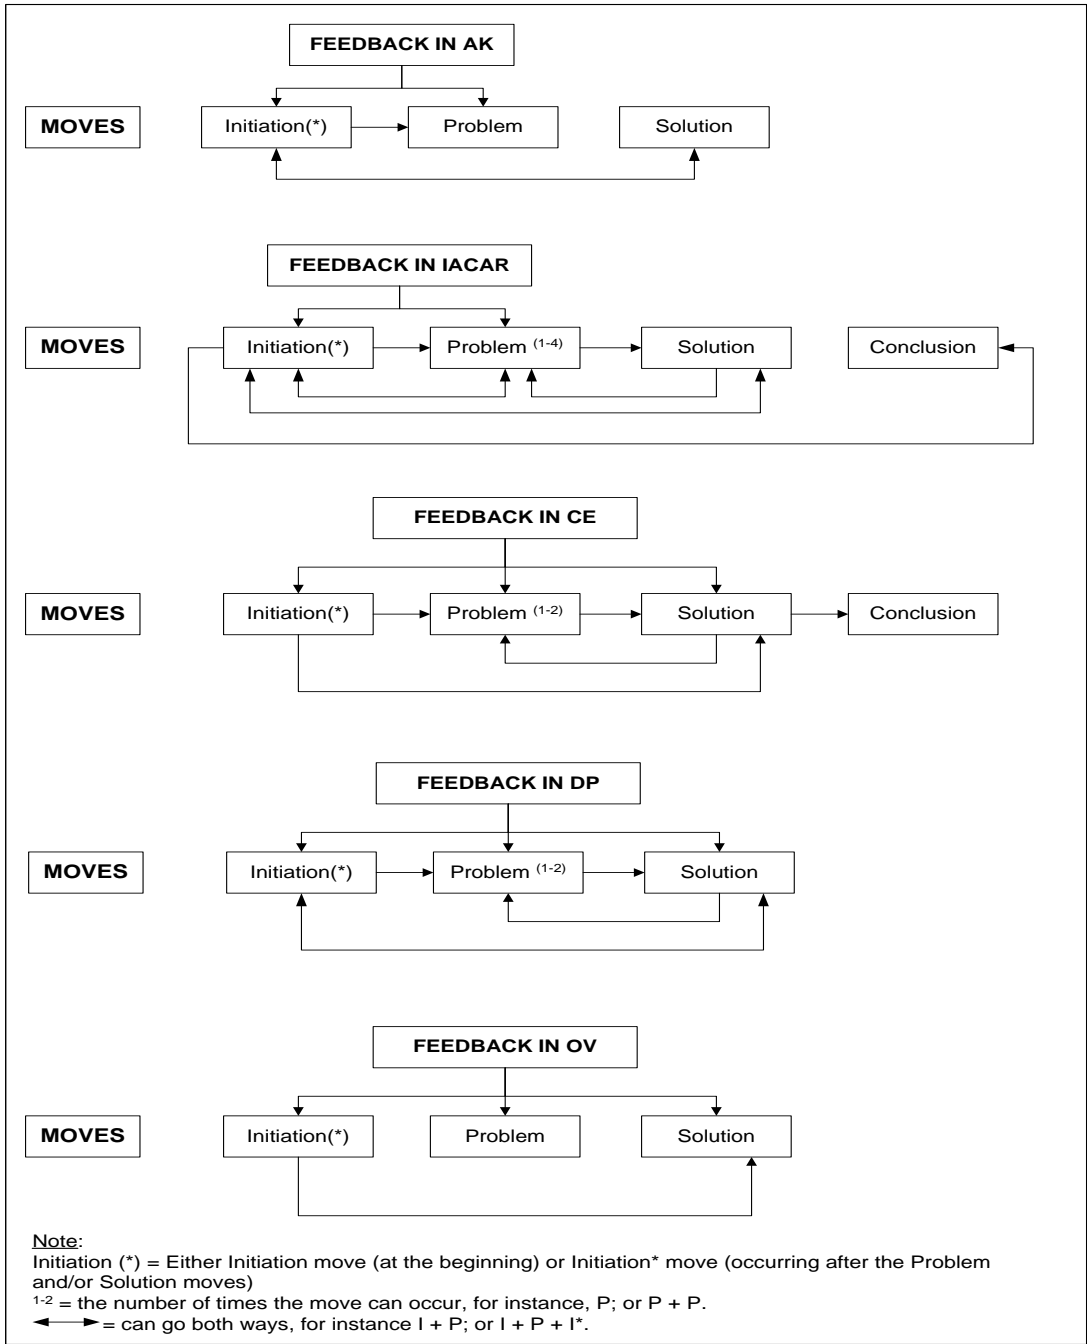 FEEDBACK IN AK
MOVES
Initiation(*)
Problem
Solution
FEEDBACK IN IACAR
MOVES
Initiation(*)
Problem (1-4)
Solution
Conclusion
FEEDBACK IN CE
MOVES
Initiation(*)
Problem (1-2)
Solution
Conclusion
FEEDBACK IN DP
MOVES
Initiation(*)
Problem (1-2)
Solution
FEEDBACK IN OV
MOVES
Initiation(*)
Problem
Solution
Note:
Initiation (*) = Either Initiation move (at the beginning) or Initiation* move (occurring after the Problem
and/or Solution moves)
1-2 = the number of times the move can occur, for instance, P; or P + P.
= can go both ways, for instance I + P; or I + P + I*.